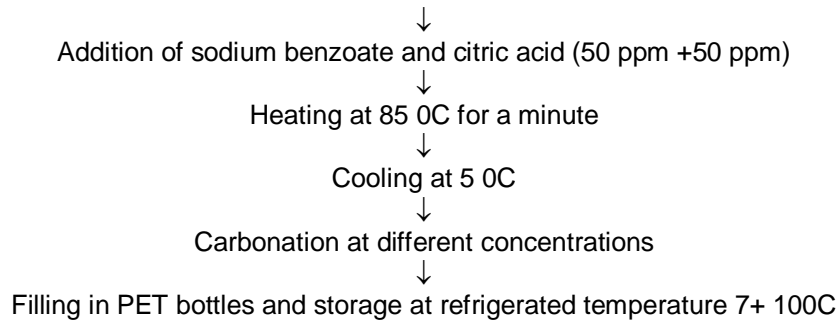 ↓
Addition of sodium benzoate and citric acid (50 ppm +50 ppm)
↓
Heating at 85 0C for a minute
↓
Cooling at 5 0C
↓
Carbonation at different concentrations
↓
Filling in PET bottles and storage at refrigerated temperature 7+ 100C